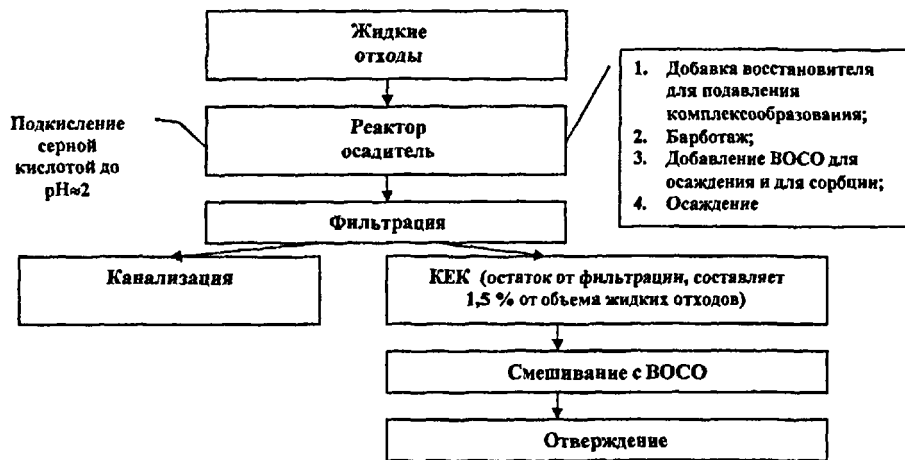 Жидкие
отходы
1. Добавка восстановителя
для подавления
комплексообразования;
2. Барботаж;
3. Добавление ВОСО для
осаждения и для сорбции;
4. Осаждение
Подкисление
серной
кислотой до
pH≈2
Реактор
осадитель
Фильтрация
Канализация
КЕК (остаток от фильтрации, составляет
1,5 % от объема жидких отходов)
Смешивание с ВОСО
Отверждение